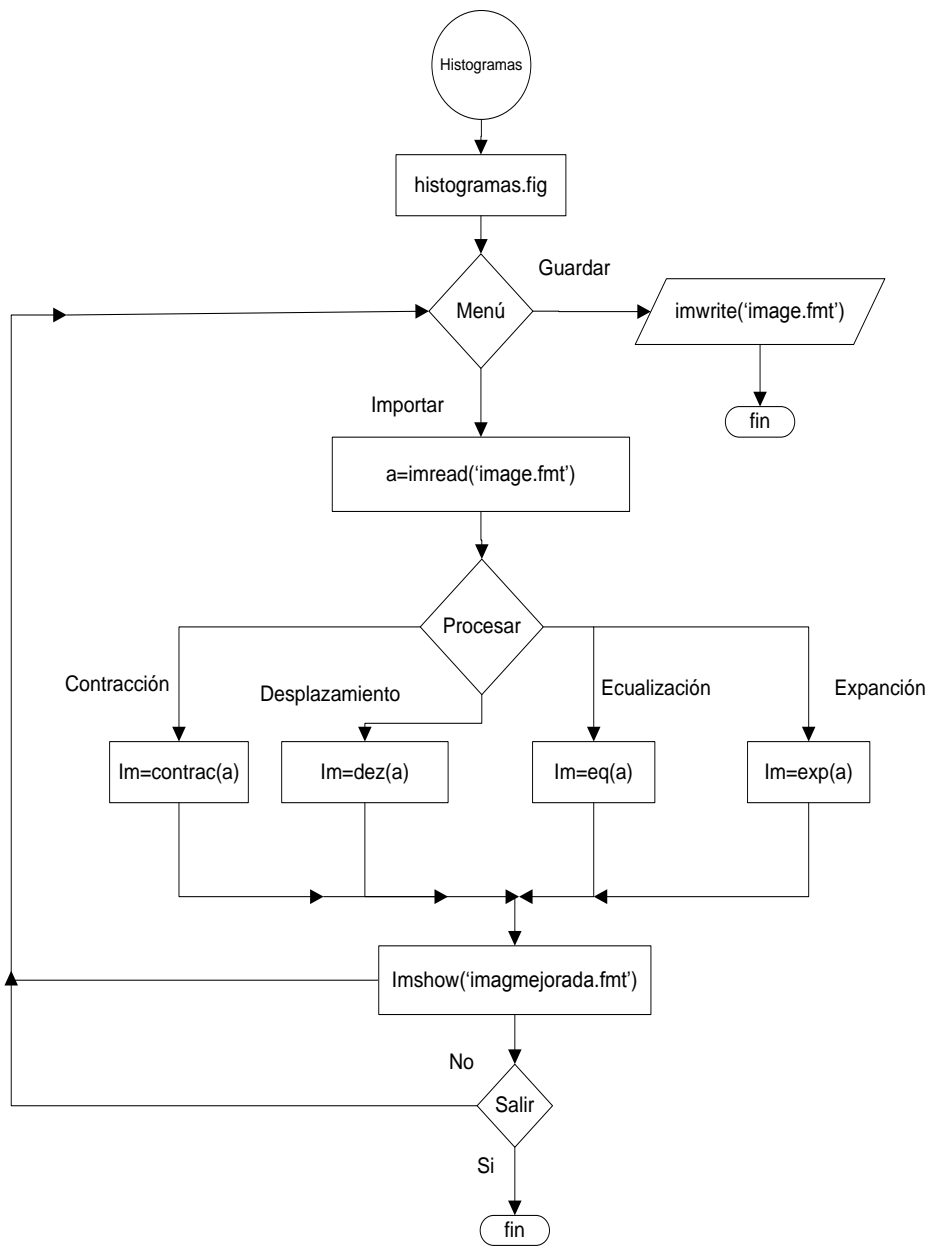 Histogramas
histogramas.fig
Guardar
Menú
imwrite(‘image.fmt’)
Importar
fin
a=imread(‘image.fmt’)
Procesar
Contracción
Desplazamiento
Ecualización
Expanción
Im=contrac(a)
Im=dez(a)
Im=eq(a)
Im=exp(a)
Imshow(‘imagmejorada.fmt’)
No
Salir
Si
fin